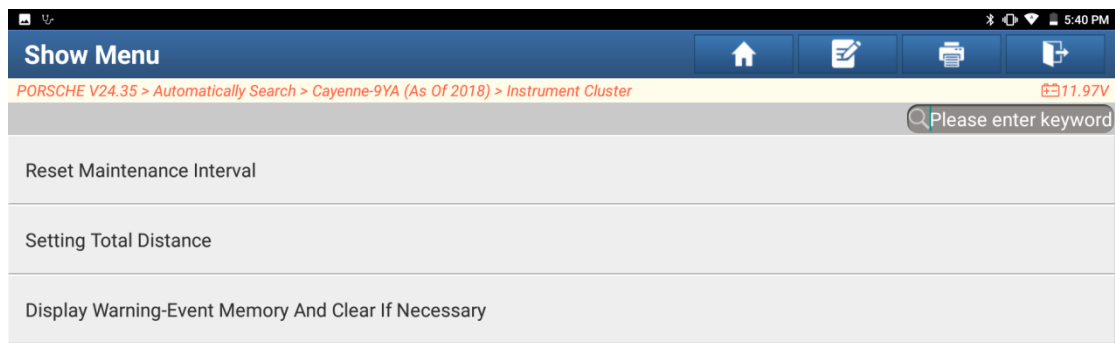 5:40 PM
Show Menu
PORSCHE V24.35 > Automatically Search > Cayenne-9YA (As Of 2018) > Instrument Cluster
11.97V
Please enter keyword
Reset Maintenance Interval
Setting Total Distance
Display Warning-Event Memory And Clear If Necessary